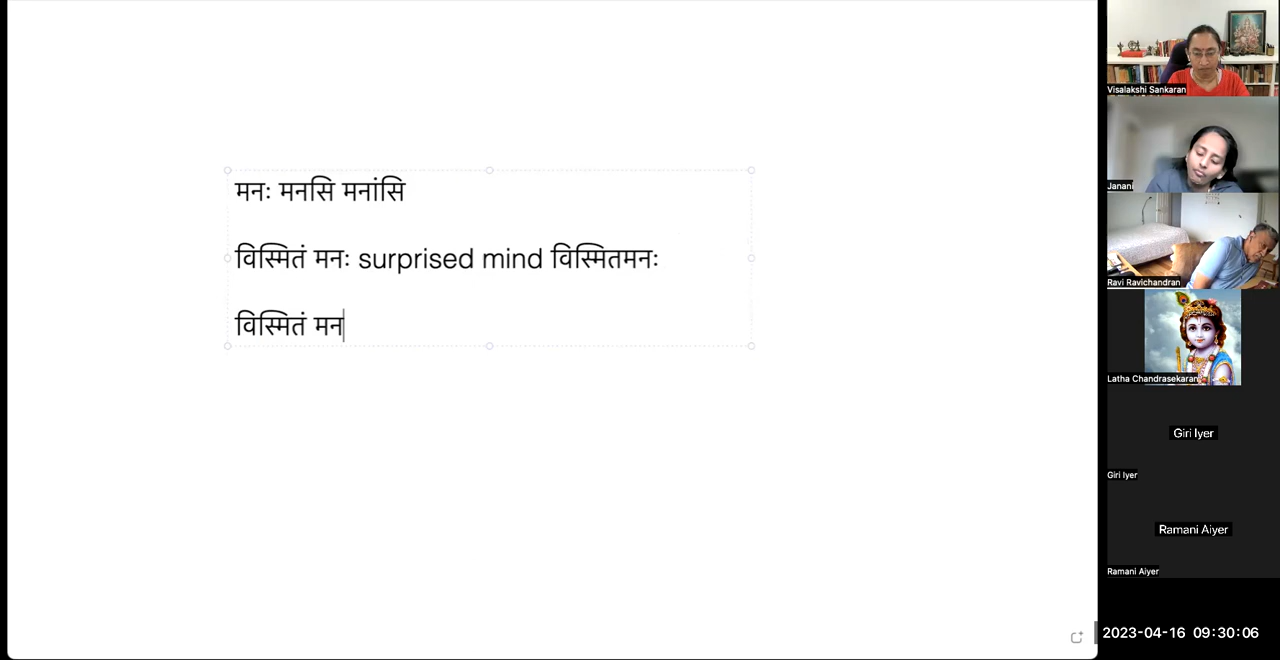 मनः मनसि मनांसि
विस्मितं मनः surprised mind विस्मितमनः
विस्मितं मन
Visalakshi Sankaran
Janani
Ravi Ravichandran
Latha Chandrasekaran
Giri Iyer
Giri Iyer
Ramani Aiyer
Ramani Aiyer
2023-04-16 09:30:06